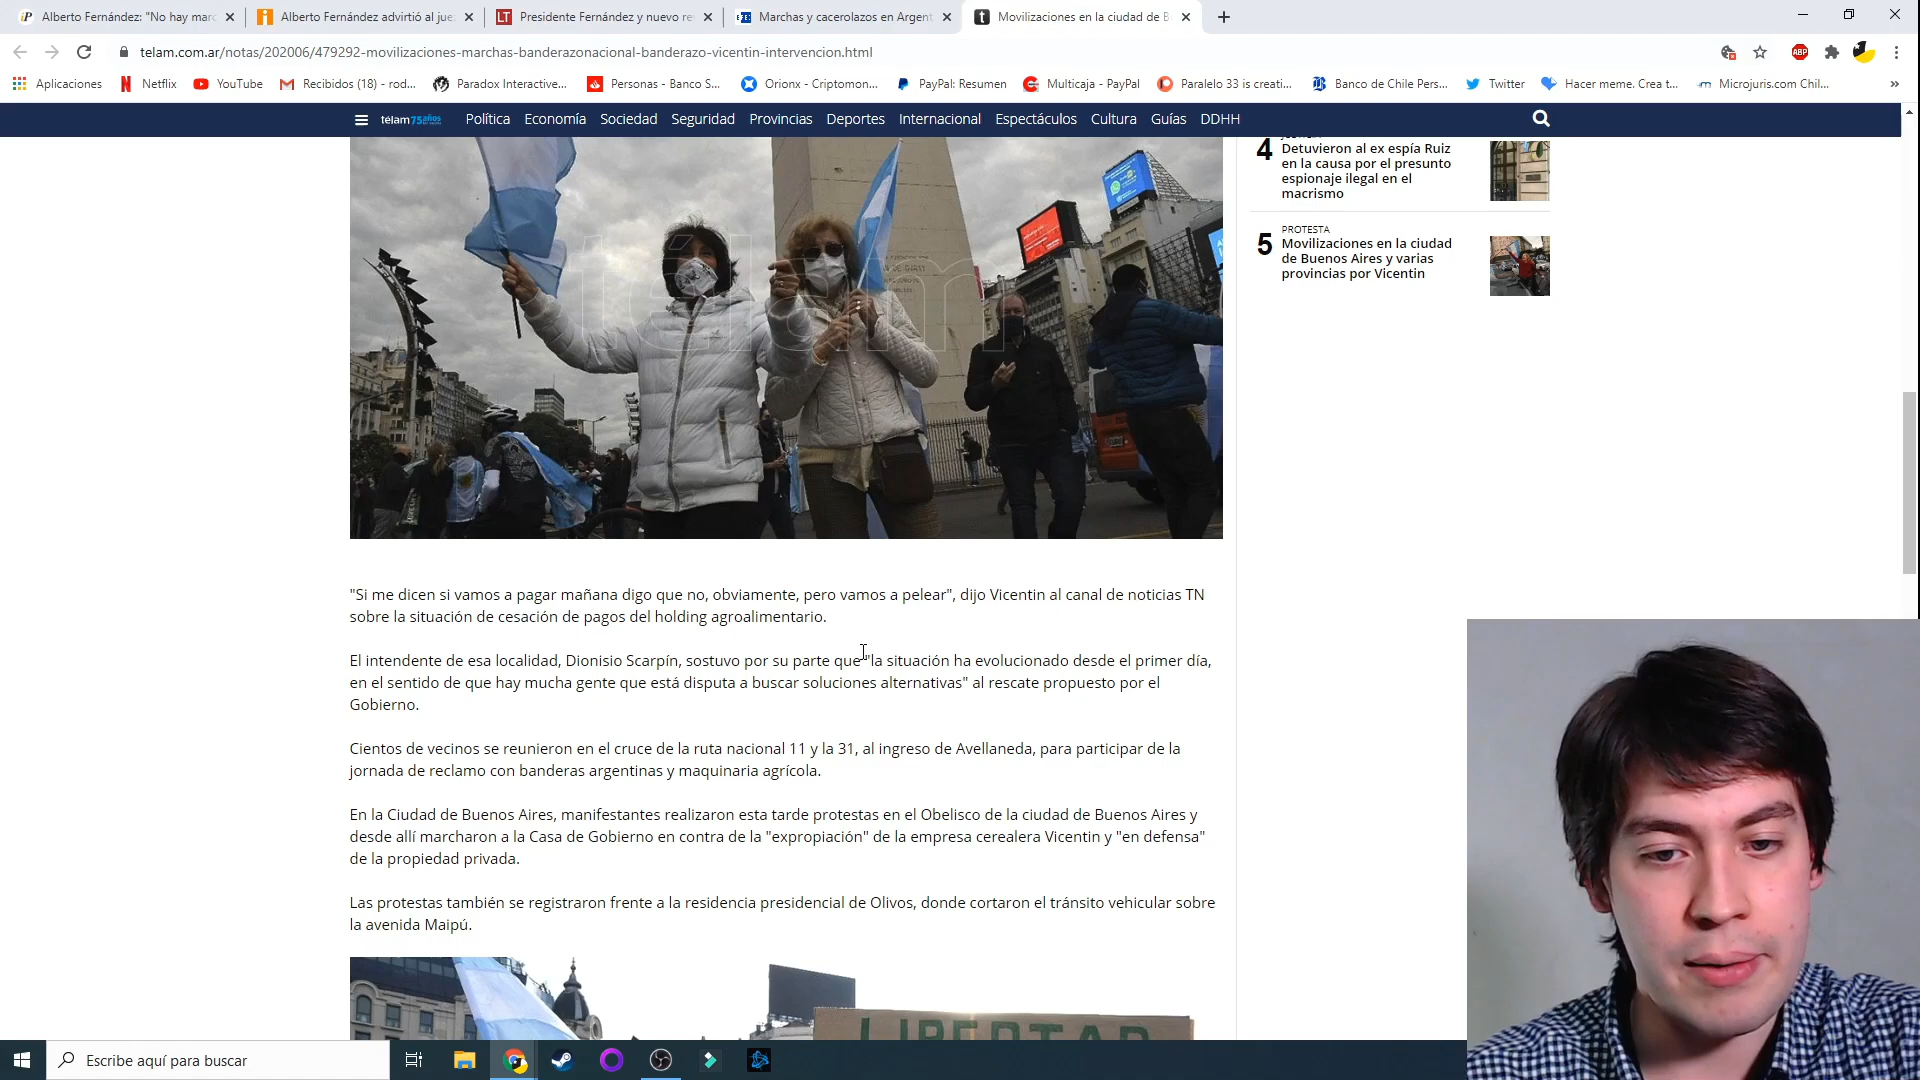 Alberto Fernández: "No hay mar
Alberto Fernández advirtió al jue
Presidente Fernández y nuevo re
Marchas y cacerolazos en Argent
Movilizaciones en la ciudad de B
telam.com.ar/notas/202006/479292-movilizaciones-marchas-banderazonacional-banderazo-vicentin-intervencion.html
ABP
Aplicaciones
Netflix
YouTube
Recibidos (18) - rod...
Paradox Interactive...
Personas - Banco S...
Orionx - Criptomon...
PayPal: Resumen
Multicaja - PayPal
Paralelo 33 is creati...
Banco de Chile Pers...
Twitter
Hacer meme. Crea t...
Microjuris.com Chil...
télam 75años
Política
Economía
Sociedad
Seguridad
Provincias
Deportes
Internacional
Espectáculos
Cultura
Guías
DDHH
télam
4
Detuvieron al ex espía Ruiz
en la causa por el presunto
espionaje ilegal en el
macrismo
5
PROTESTA
Movilizaciones en la ciudad
de Buenos Aires y varias
provincias por Vicentin
"Si me dicen si vamos a pagar mañana digo que no, obviamente, pero vamos a pelear", dijo Vicentin al canal de noticias TN
sobre la situación de cesación de pagos del holding agroalimentario.
El intendente de esa localidad, Dionisio Scarpín, sostuvo por su parte que "la situación ha evolucionado desde el primer día,
en el sentido de que hay mucha gente que está disputa a buscar soluciones alternativas" al rescate propuesto por el
Gobierno.
Cientos de vecinos se reunieron en el cruce de la ruta nacional 11 y la 31, al ingreso de Avellaneda, para participar de la
jornada de reclamo con banderas argentinas y maquinaria agrícola.
En la Ciudad de Buenos Aires, manifestantes realizaron esta tarde protestas en el Obelisco de la ciudad de Buenos Aires y
desde allí marcharon a la Casa de Gobierno en contra de la "expropiación" de la empresa cerealera Vicentin y "en defensa"
de la propiedad privada.
Las protestas también se registraron frente a la residencia presidencial de Olivos, donde cortaron el tránsito vehicular sobre
la avenida Maipú.
LIBERTAD
Escribe aquí para buscar